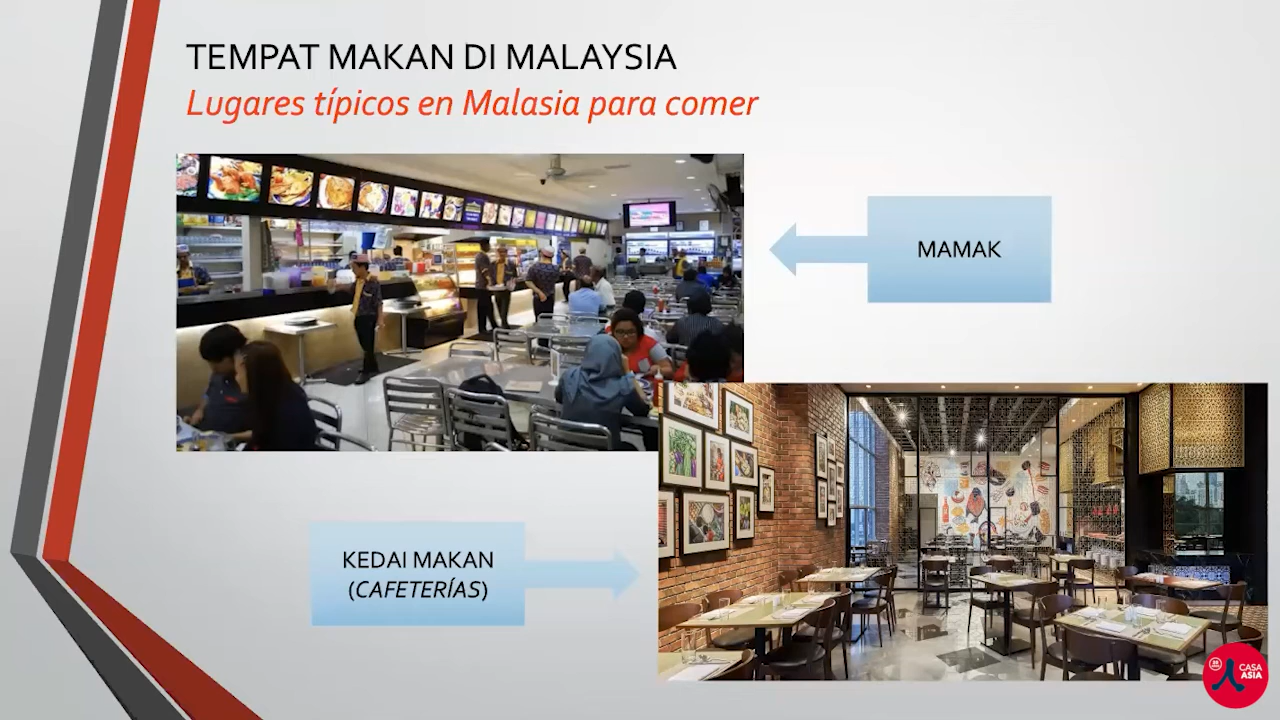 TEMPAT MAKAN DI MALAYSIA
Lugares típicos en Malasia para comer
MAMAK
KEDAI MAKAN
(CAFETERÍAS)
CASA
ASIA